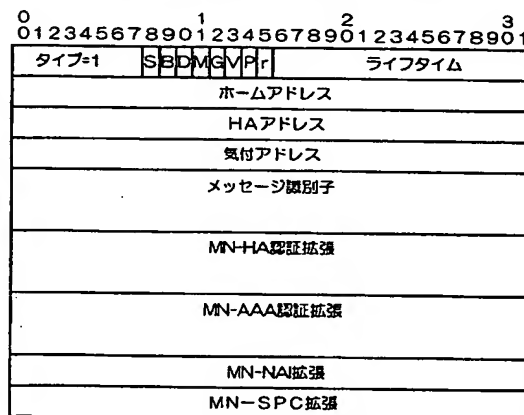 0 1 2 3
01234567890123456789012345678901
タイプ=1 S B D M G V P r ライフタイム
ホームアドレス
HAアドレス
気付アドレス
メッセージ識別子
MN-HA認証拡張
MN-AAA認証拡張
MN-NAI拡張
MN-SPC拡張